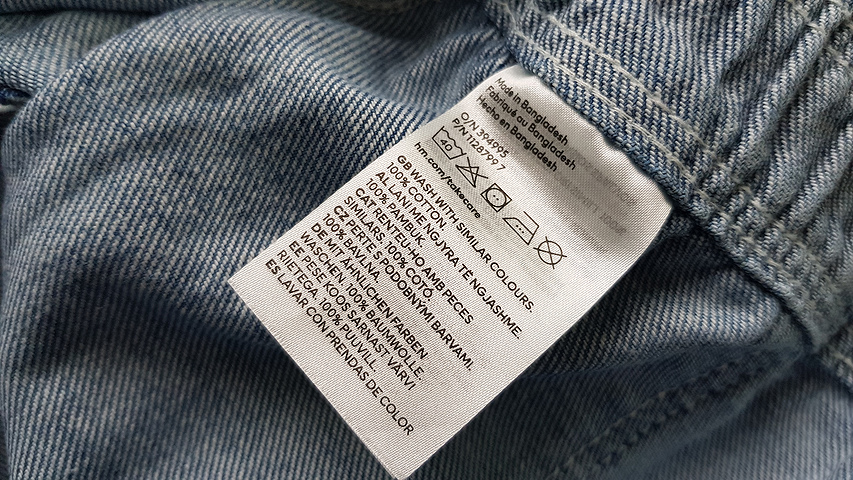 Made in Bangladesh
Fabriqué au Bangladesh
Hecho en Bangladesh
O/N 394995
P/N 1287997
40
hm.com/takecare
GB WASH WITH SIMILAR COLOURS.
100% COTTON.
AL LANI ME NGJYRA TË NGJASHME.
100% PAMBUK.
CAT RENTEU-HO AMB PECES
SIMILARS. 100% COTÓ.
CZ PERTE S PODOBNÝMI BARVAMI.
100% BAVLNA.
DE MIT ÄHNLICHEN FARBEN
WASCHEN. 100% BAUMWOLLE.
EE PESE KOOS SARNAST VÄRVI
RIIETEGA. 100% PUUVILL.
ES LAVAR CON PRENDAS DE COLOR